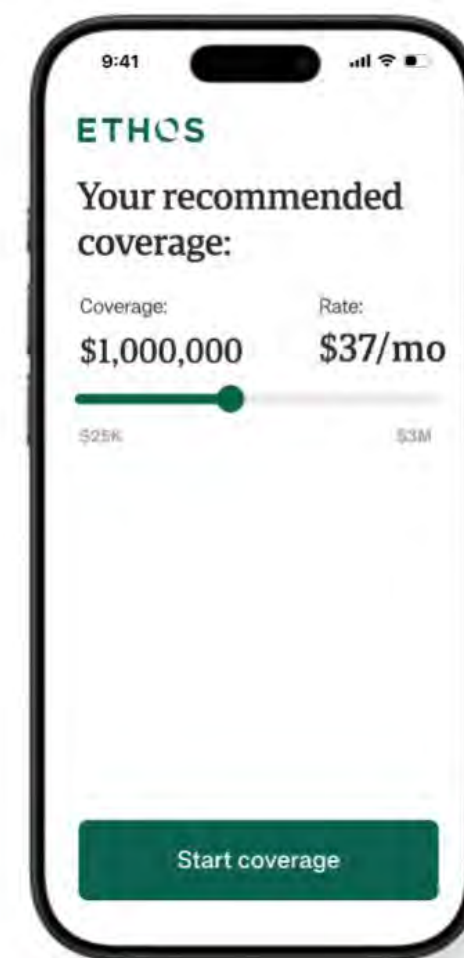 9:41
ETHOS
Your recommended
coverage:
Coverage: Rate:
$1,000,000 $37/mo
$25K $3M
Start coverage